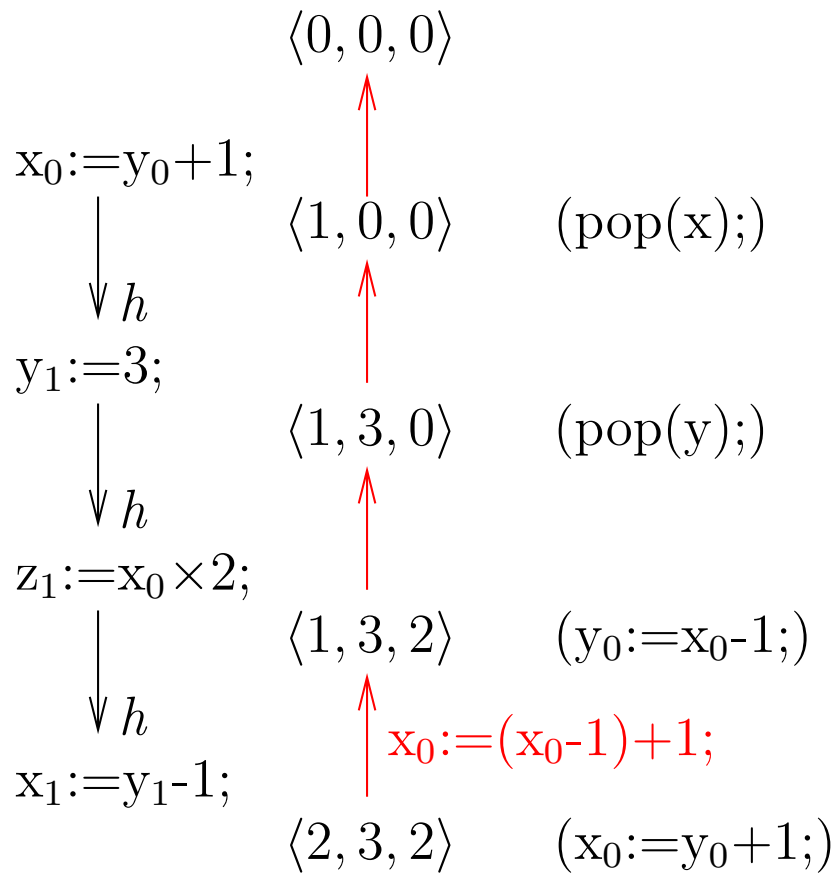 ⟨0, 0, 0⟩
x₀:=y₀+1;
⟨1, 0, 0⟩ (pop(x);)
h
y₁:=3;
⟨1, 3, 0⟩ (pop(y);)
h
z₁:=x₀×2;
⟨1, 3, 2⟩ (y₀:=x₀-1;)
h
x₀:=(x₀-1)+1;
x₁:=y₁-1;
⟨2, 3, 2⟩ (x₀:=y₀+1;)